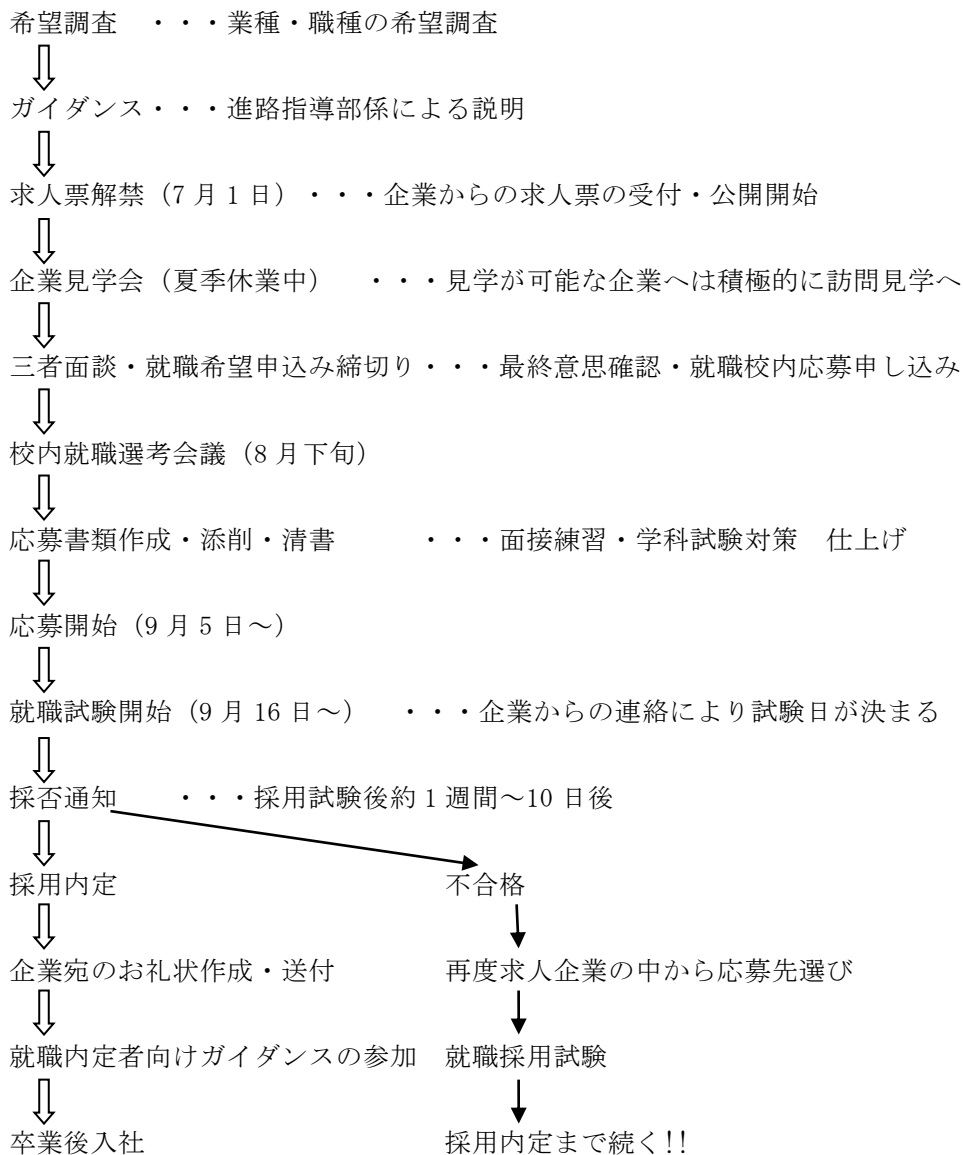 希望調査　・・・業種・職種の希望調査
ガイダンス・・・進路指導部係による説明
求人票解禁（7月1日）・・・企業からの求人票の受付・公開開始
企業見学会（夏季休業中）　・・・見学が可能な企業へは積極的に訪問見学へ
三者面談・就職希望申込み締切り・・・最終意思確認・就職校内応募申し込み
校内就職選考会議（8月下旬）
応募書類作成・添削・清書　　　・・・面接練習・学科試験対策　仕上げ
応募開始（9月5日～）
就職試験開始（9月16日～）　・・・企業からの連絡により試験日が決まる
採否通知　　・・・採用試験後約1週間～10日後
採用内定　　　　　　　　　　　　不合格
企業宛のお礼状作成・送付　　　　再度求人企業の中から応募先選び
就職内定者向けガイダンスの参加　就職採用試験
卒業後入社　　　　　　　　　　　採用内定まで続く!!